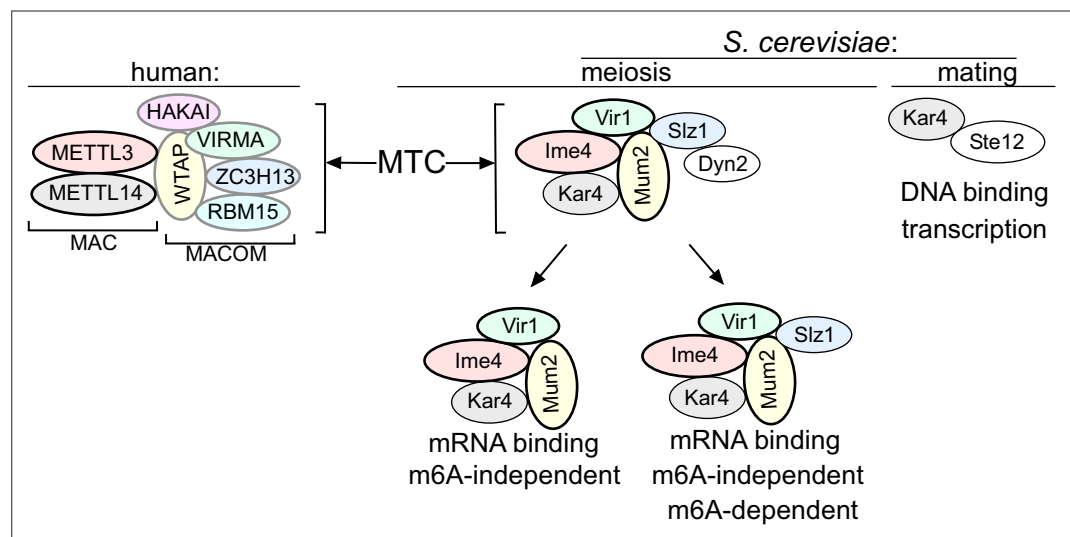 S. cerevisiae:
human:
meiosis
mating
HAKAI
VIRMA
METTL3
WTAP
ZC3H13
METTL14
RBM15
MAC
MACOM
MTC
Vir1
Slz1
Ime4
Mum2
Dyn2
Kar4
Kar4
Ste12
DNA binding
transcription
Vir1
Ime4
Mum2
Kar4
mRNA binding
m6A-independent
Vir1
Slz1
Ime4
Mum2
Kar4
mRNA binding
m6A-independent
m6A-dependent